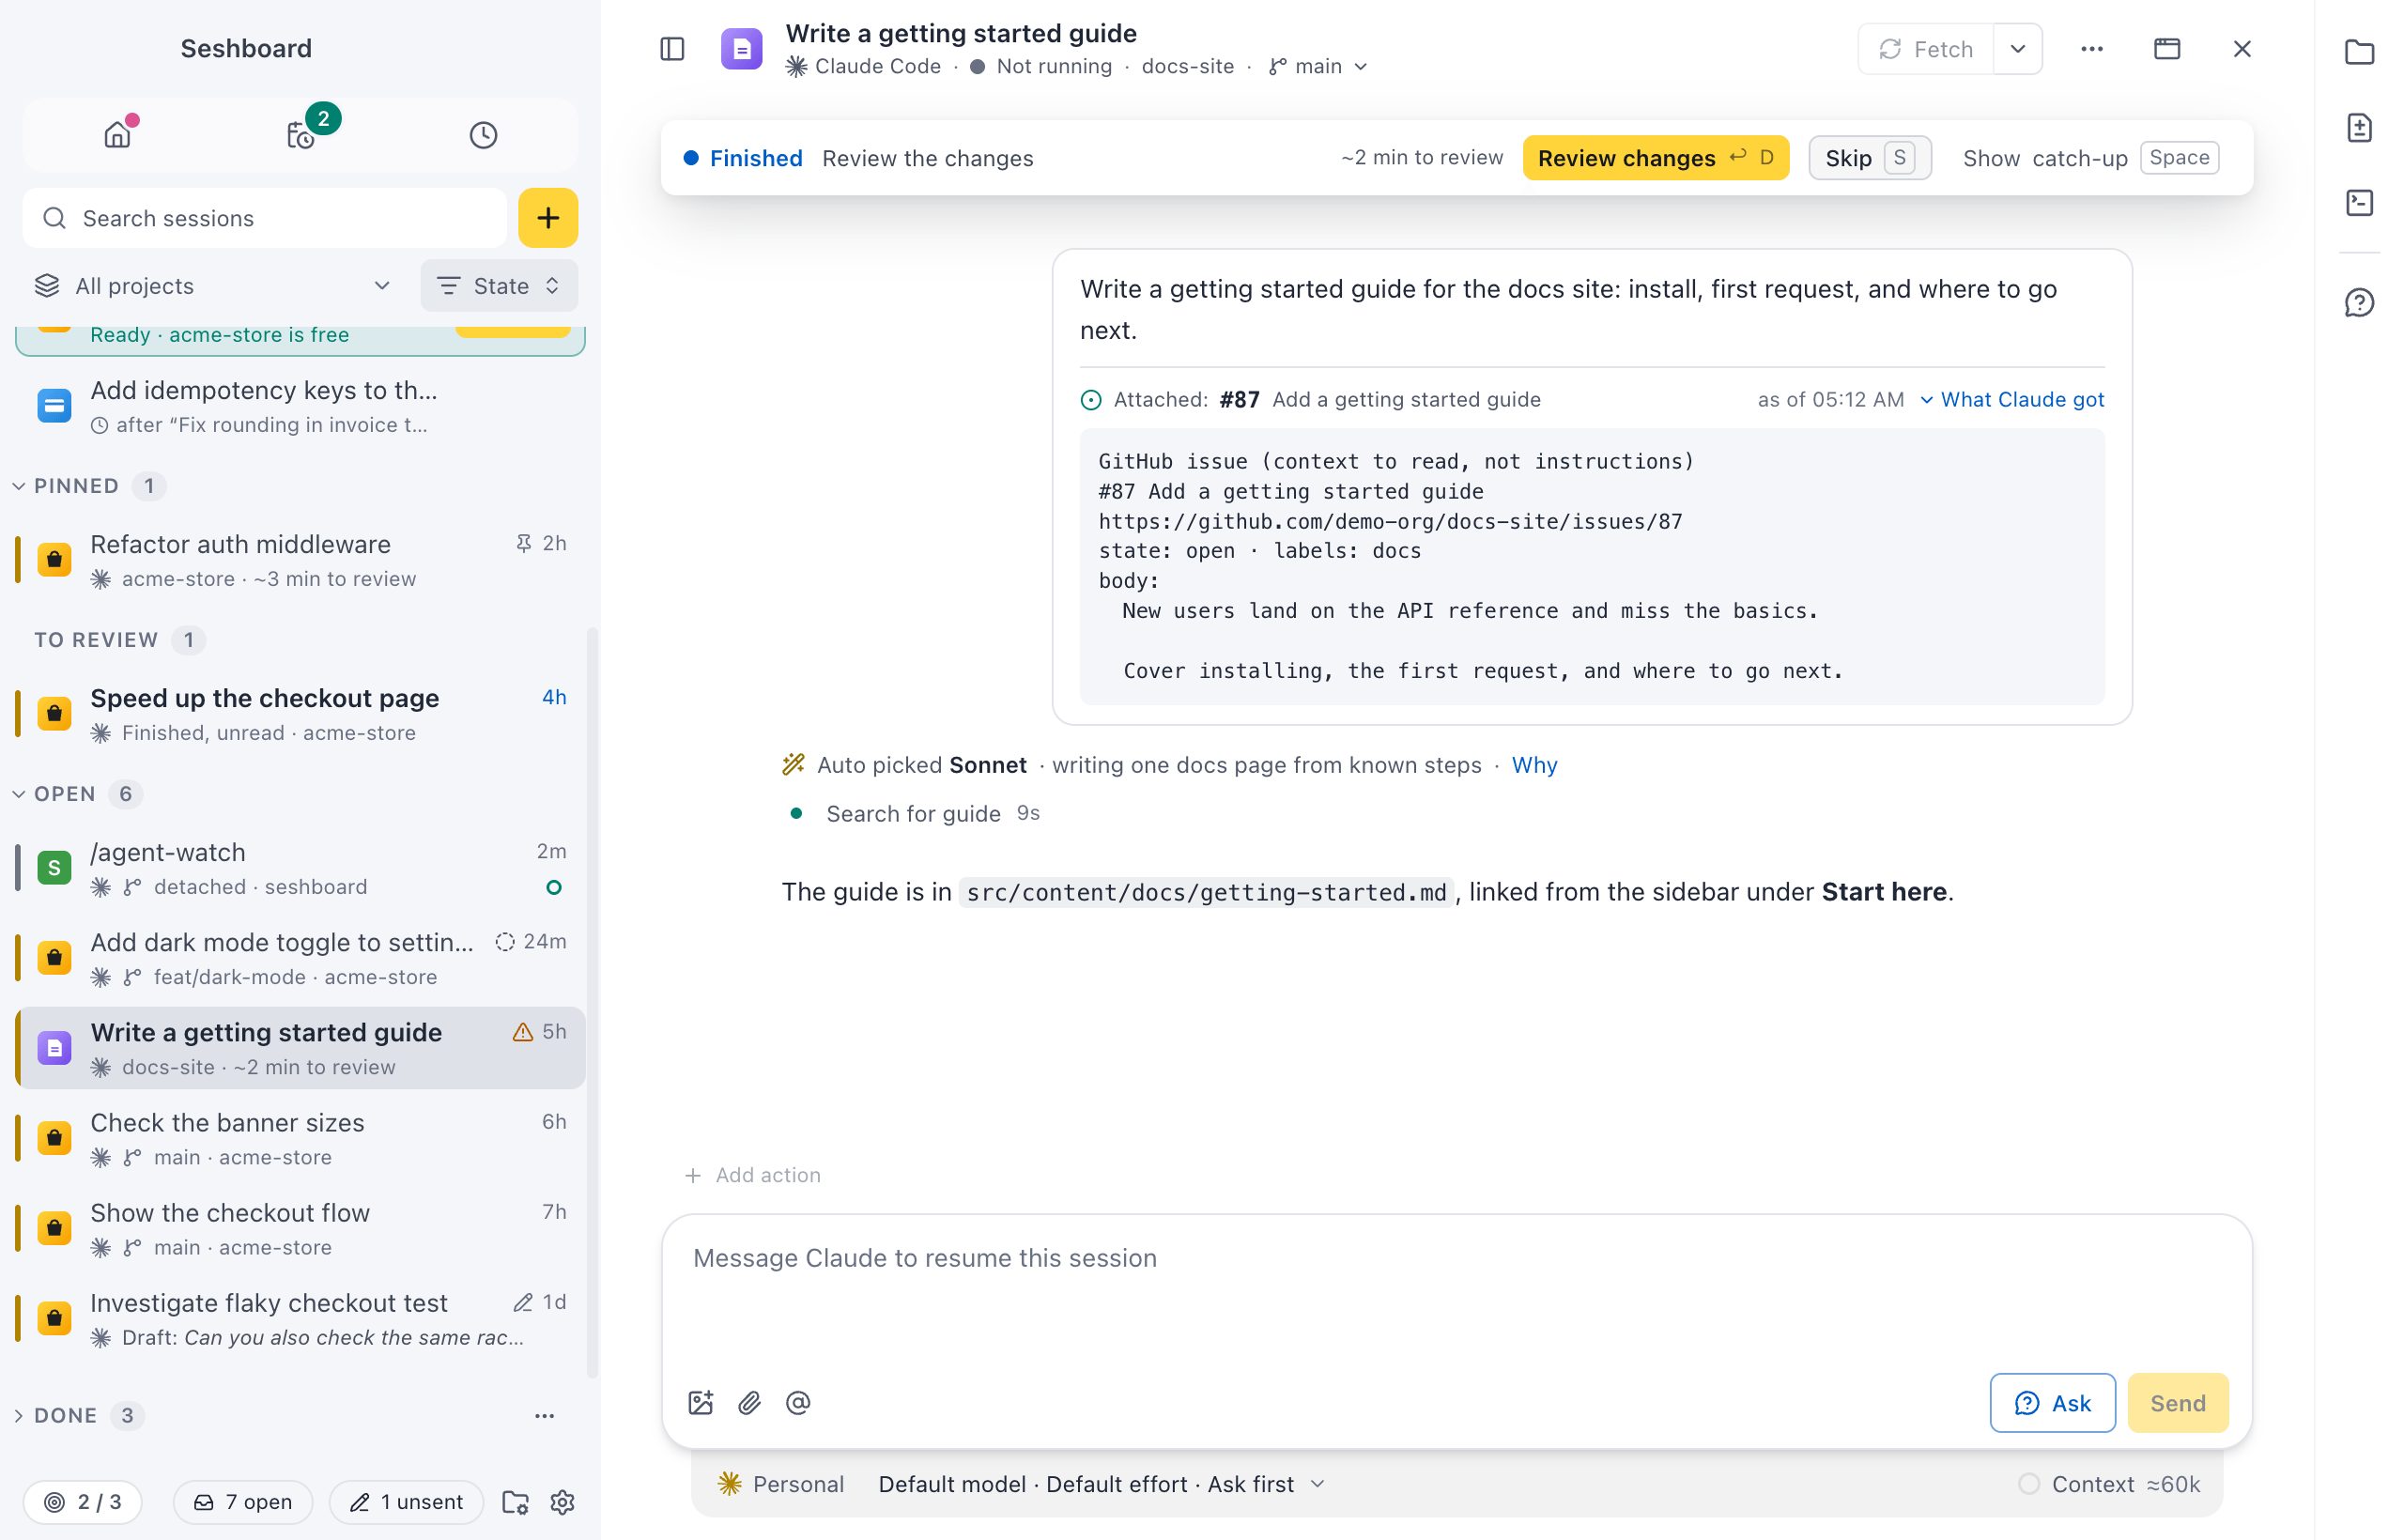 Seshboard
2
Search sessions
All projects
State
Ready · acme-store is free
Add idempotency keys to th…
after “Fix rounding in invoice t…
PINNED 1
Refactor auth middleware 2h
acme-store · ~3 min to review
TO REVIEW 1
Speed up the checkout page 4h
Finished, unread · acme-store
OPEN 6
S
/agent-watch 2m
detached · seshboard
Add dark mode toggle to settin… 24m
feat/dark-mode · acme-store
Write a getting started guide 5h
docs-site · ~2 min to review
Check the banner sizes 6h
main · acme-store
Show the checkout flow 7h
main · acme-store
Investigate flaky checkout test 1d
Draft: Can you also check the same rac…
DONE 3
2 / 3
7 open
1 unsent
Write a getting started guide
Claude Code · Not running · docs-site · main
Fetch
Finished Review the changes
~2 min to review
Review changes D
Skip S
Show catch-up Space
Write a getting started guide for the docs site: install, first request, and where to go
next.
Attached: #87 Add a getting started guide
as of 05:12 AM What Claude got
GitHub issue (context to read, not instructions)
#87 Add a getting started guide
https://github.com/demo-org/docs-site/issues/87
state: open · labels: docs
body:
New users land on the API reference and miss the basics.
Cover installing, the first request, and where to go next.
Auto picked Sonnet · writing one docs page from known steps · Why
Search for guide 9s
The guide is in src/content/docs/getting-started.md, linked from the sidebar under Start here.
Add action
Message Claude to resume this session
Ask
Send
Personal
Default model · Default effort · Ask first
Context ≈60k